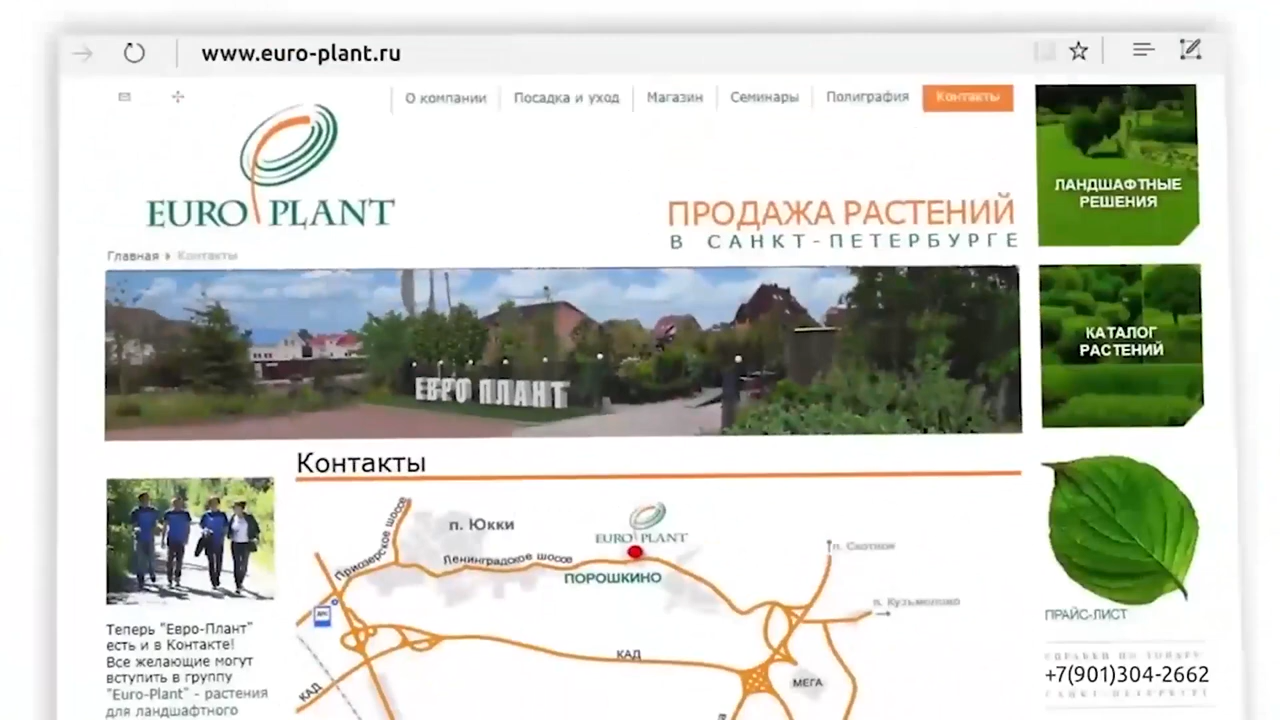 www.euro-plant.ru
О компании
Посадка и уход
Магазин
Семинары
Полиграфия
Контакты
EURO PLANT
ПРОДАЖА РАСТЕНИЙ
В САНКТ-ПЕТЕРБУРГЕ
ЛАНДШАФТНЫЕ
РЕШЕНИЯ
Главная
Контакты
ЕВРО ПЛАНТ
КАТАЛОГ
РАСТЕНИЙ
Контакты
Приозерское шоссе
п. Юкки
Ленинградское шоссе
EURO PLANT
ПОРОШКИНО
п. Кузьмолово
КАД
КАД
МЕГА
Теперь "Евро-Плант"
есть и в Контакте!
Все желающие могут
вступить в группу
"Euro-Plant" - растения
для ландшафтного
ПРАЙС-ЛИСТ
+7(901)304-2662